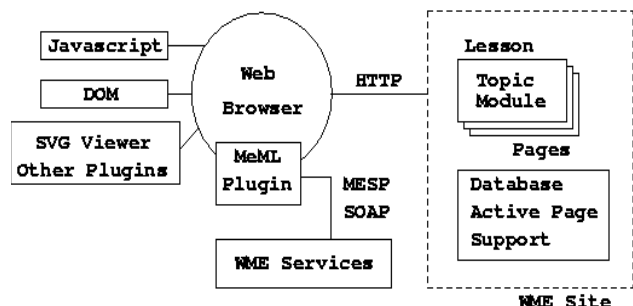 Javascript
DOM
SVG Viewer
Other Plugins
Web
Browser
MeML
Plugin
HTTP
MESP
SOAP
WME Services
Lesson
Topic
Module
Pages
Database
Active Page
Support
WME Site